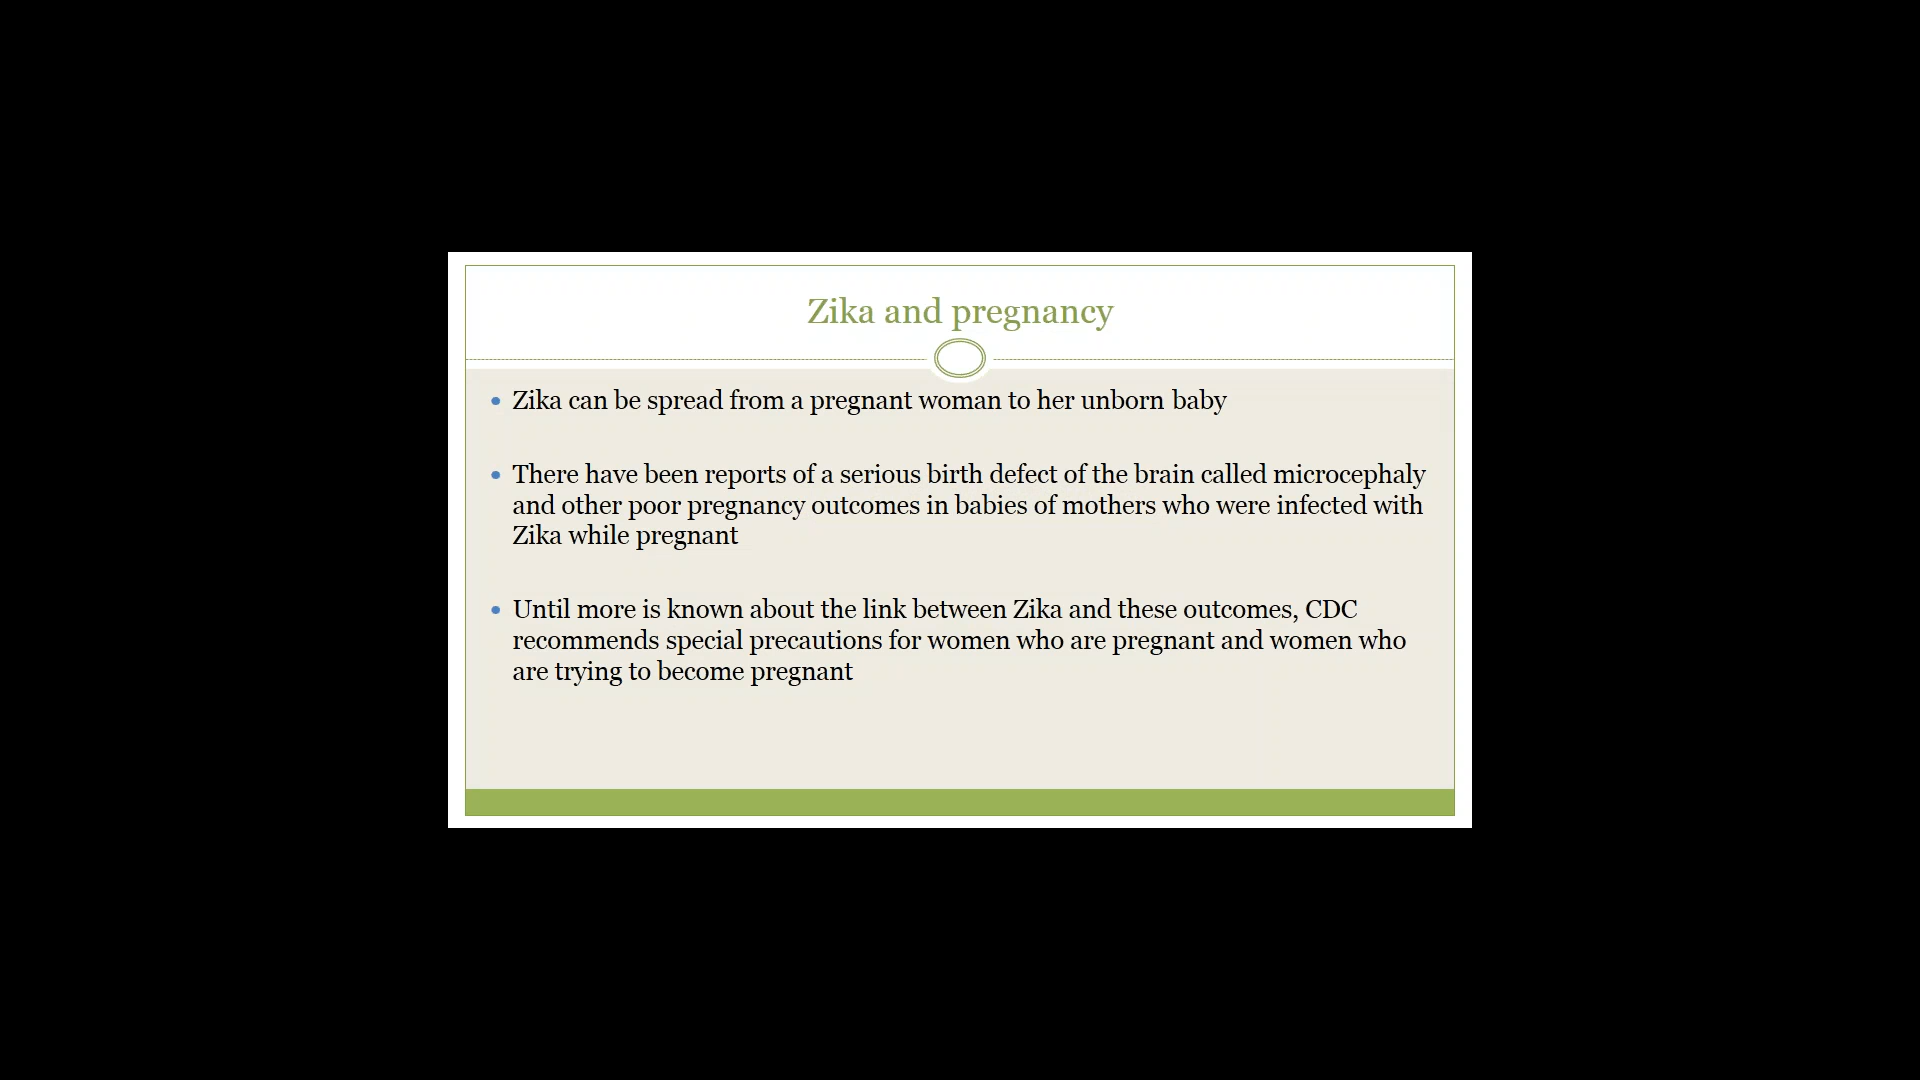 Zika and pregnancy
• Zika can be spread from a pregnant woman to her unborn baby
• There have been reports of a serious birth defect of the brain called microcephaly
and other poor pregnancy outcomes in babies of mothers who were infected with
Zika while pregnant
• Until more is known about the link between Zika and these outcomes, CDC
recommends special precautions for women who are pregnant and women who
are trying to become pregnant